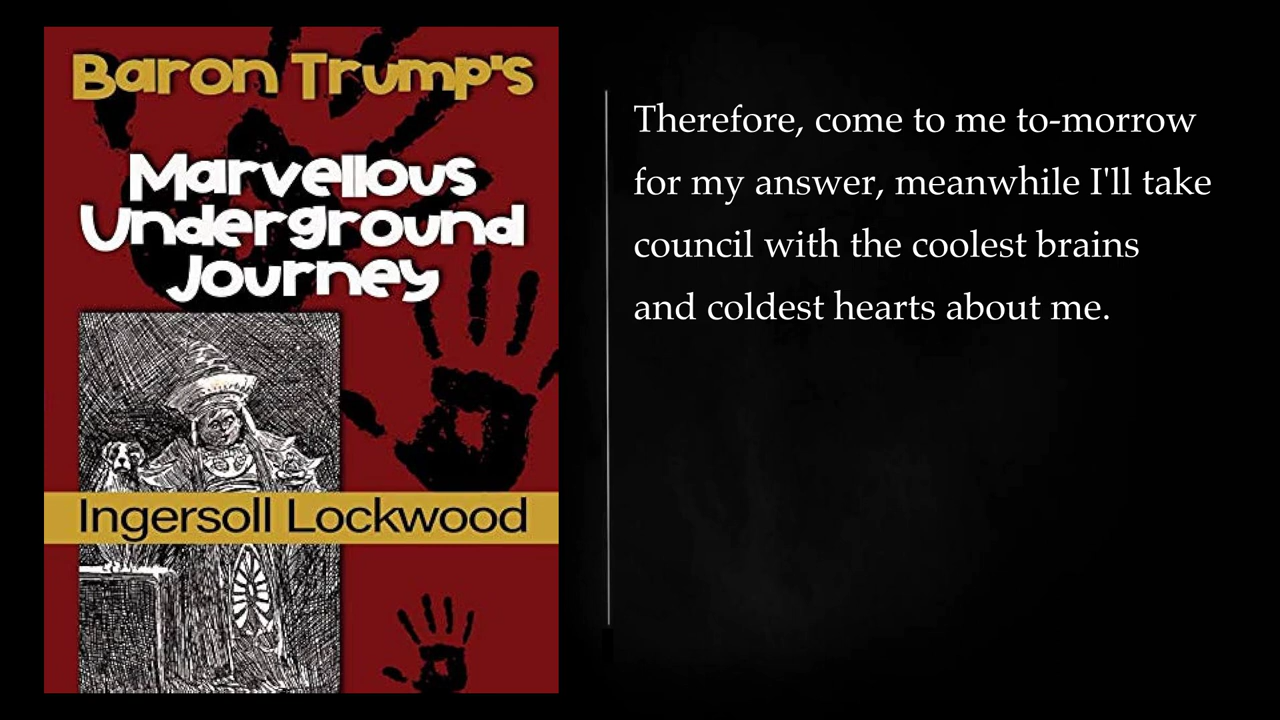 Baron Trump's
Marvellous
Underground
Journey
Ingersoll Lockwood
Therefore, come to me to-morrow
for my answer, meanwhile I'll take
council with the coolest brains
and coldest hearts about me.